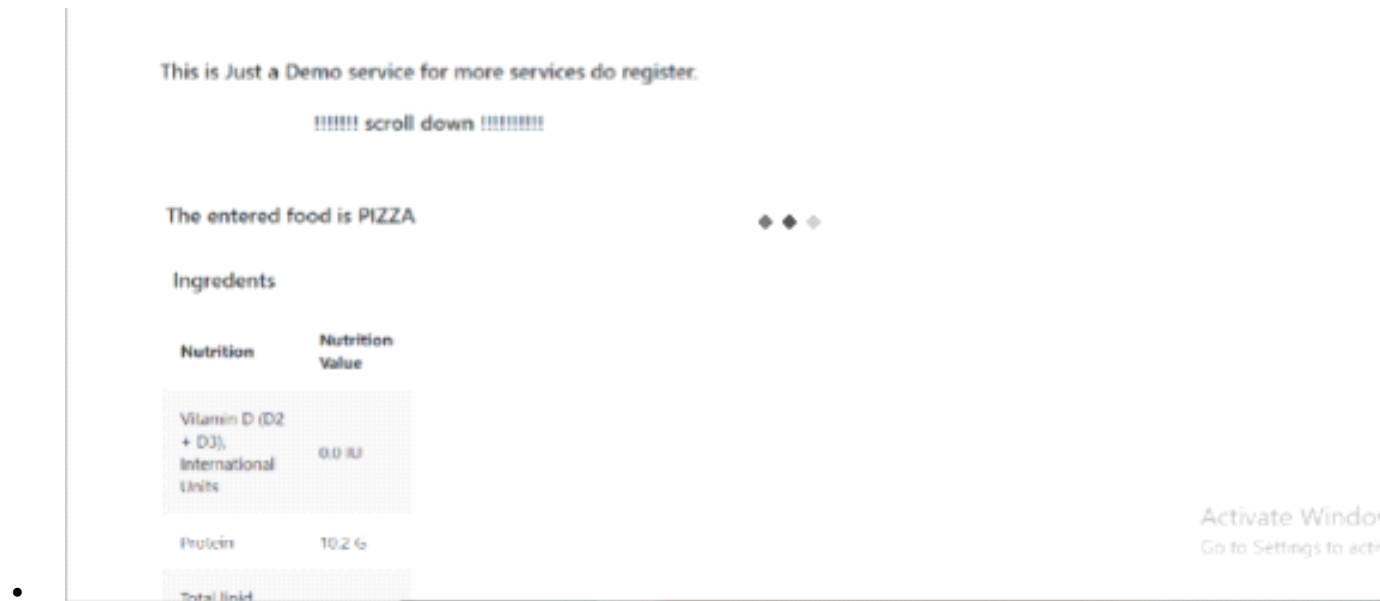 This is Just a Demo service for more services do register.
!!!!!!! scroll down !!!!!!!!!!
The entered food is PIZZA
Ingredents
Nutrition
Nutrition
Value
Vitamin D (D2
+ D3),
International
Units
0.0 IU
Protein
10.2 G
Total lipid
Activate Windo
Go to Settings to acti